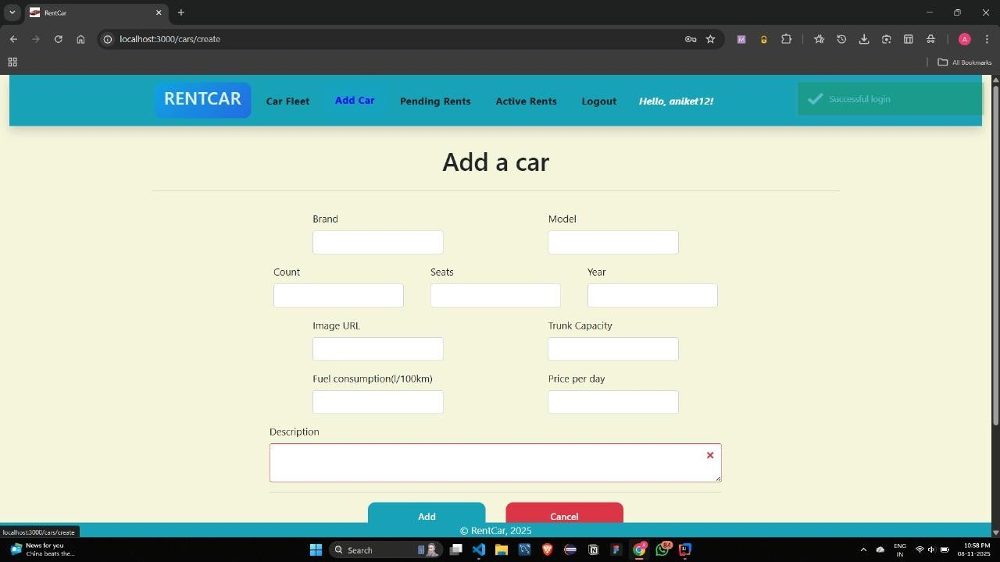 RentCar
localhost:3000/cars/create
All Bookmarks
RENTCAR Car Fleet Add Car Pending Rents Active Rents Logout Hello, aniket12!
Successful login
Add a car
Brand Model
Count Seats Year
Image URL Trunk Capacity
Fuel consumption(l/100km) Price per day
Description
Add Cancel
© RentCar, 2025
localhost:3000/cars/create
News for you
China beats the...
Search
84
ENG
IN
10:58 PM
08-11-2025